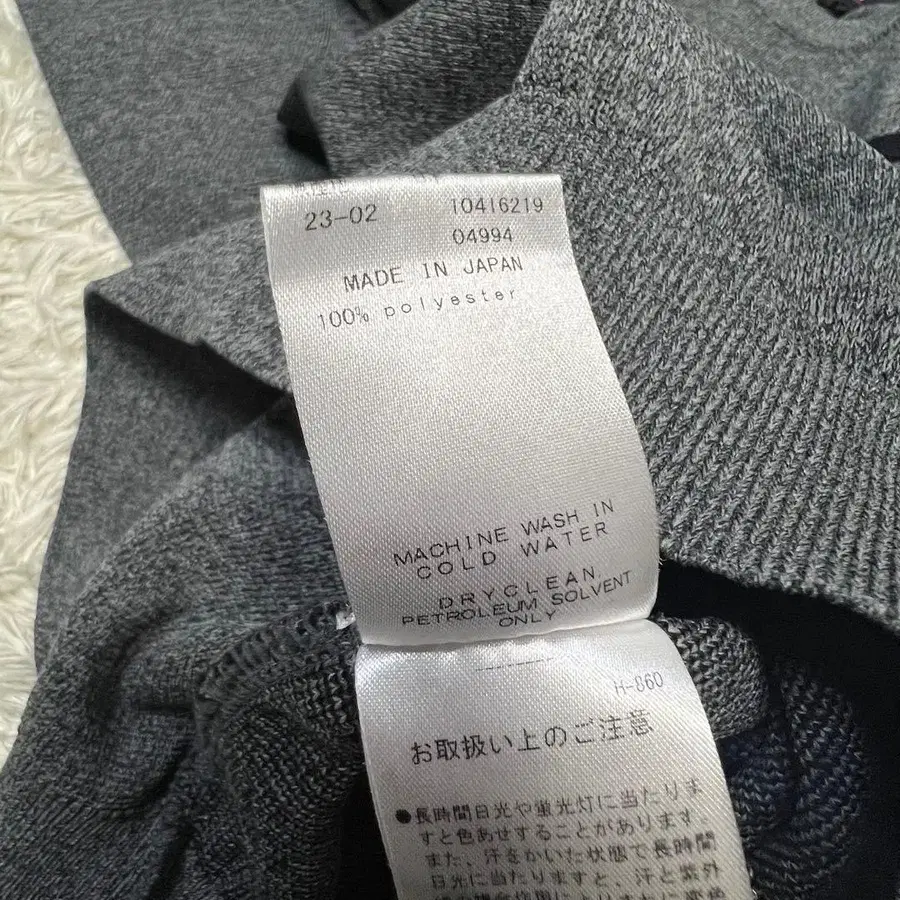 23-02 10416219
04994
MADE IN JAPAN
100% polyester
MACHINE WASH IN
COLD WATER
DRYCLEAN
PETROLEUM SOLVENT
ONLY
H-860
お取扱い上のご注意
●長時間日光や蛍光灯に当たりま
すと色あせすることがあります。
また、汗をかいた状態で長時間
日光に当たりますと、汗と紫外